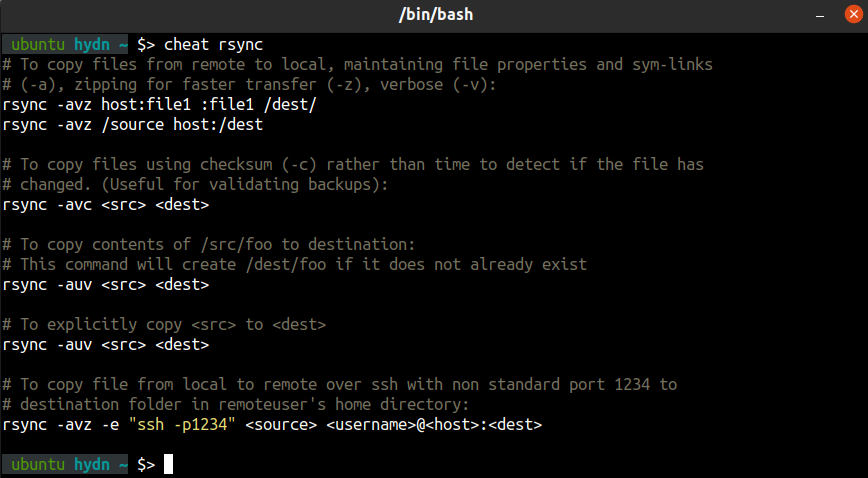 /bin/bash
ubuntu hydn ~ $> cheat rsync
# To copy files from remote to local, maintaining file properties and sym-links
# (-a), zipping for faster transfer (-z), verbose (-v):
rsync -avz host:file1 :file1 /dest/
rsync -avz /source host:/dest
# To copy files using checksum (-c) rather than time to detect if the file has
# changed. (Useful for validating backups):
rsync -avc <src> <dest>
# To copy contents of /src/foo to destination:
# This command will create /dest/foo if it does not already exist
rsync -auv <src> <dest>
# To explicitly copy <src> to <dest>
rsync -auv <src> <dest>
# To copy file from local to remote over ssh with non standard port 1234 to
# destination folder in remoteuser's home directory:
rsync -avz -e "ssh -p1234" <source> <username>@<host>:<dest>
ubuntu hydn ~ $>